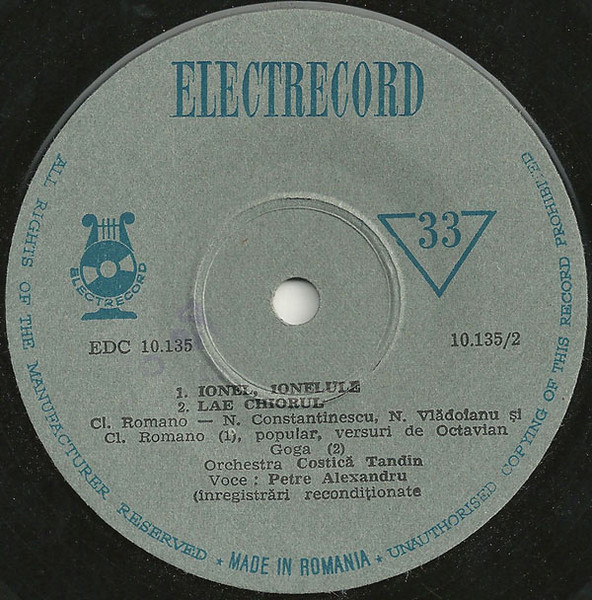 ELECTRECORD
33
ELECTRECORD
EDC 10.135
10.135/2
1. IONEL, IONELULE
2. LAE CHIORUL
Cl. Romano — N. Constantinescu, N. Vlădoianu și
Cl. Romano (1), popular, versuri de Octavian
Goga (2)
Orchestra Costică Tandin
Voce : Petre Alexandru
(înregistrări recondiționate
ALL RIGHTS OF THE MANUFACTURER RESERVED ★ MADE IN ROMANIA ★ UNAUTHORISED COPYING OF THIS RECORD PROHIBITED